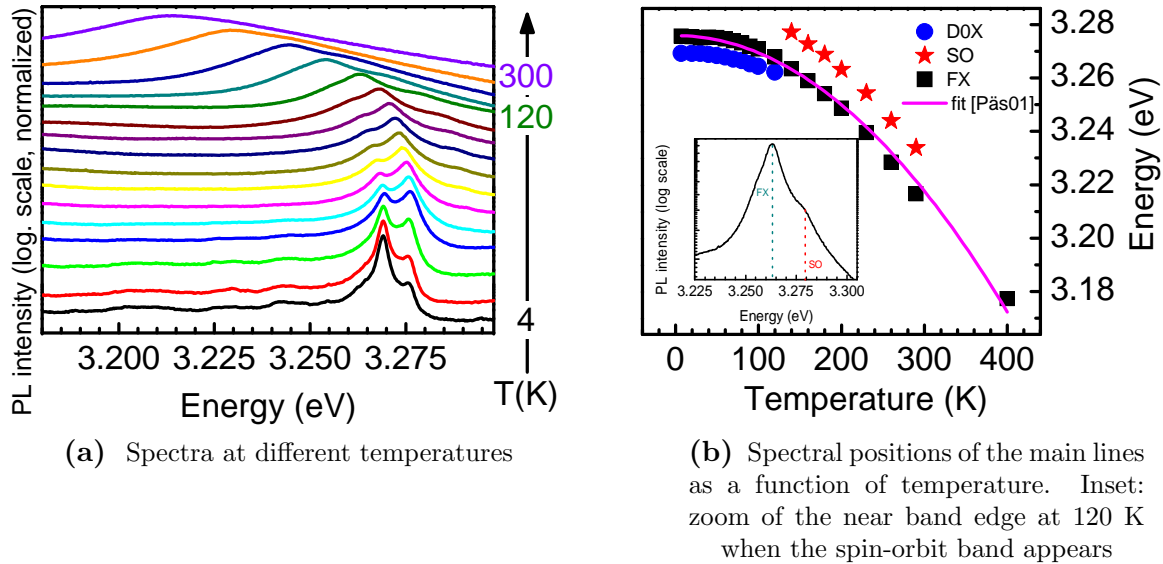 PL intensity (log. scale, normalized)
300
120
4
T(K)
3.200 3.225 3.250 3.275
Energy (eV)
(a) Spectra at different temperatures
D0X
SO
FX
fit [Päs01]
3.28
3.26
3.24
3.22
3.20
3.18
Energy (eV)
PL intensity (log scale)
FX
SO
3.225 3.250 3.275 3.300
Energy (eV)
0 100 200 300 400
Temperature (K)
(b) Spectral positions of the main lines
as a function of temperature. Inset:
zoom of the near band edge at 120 K
when the spin-orbit band appears